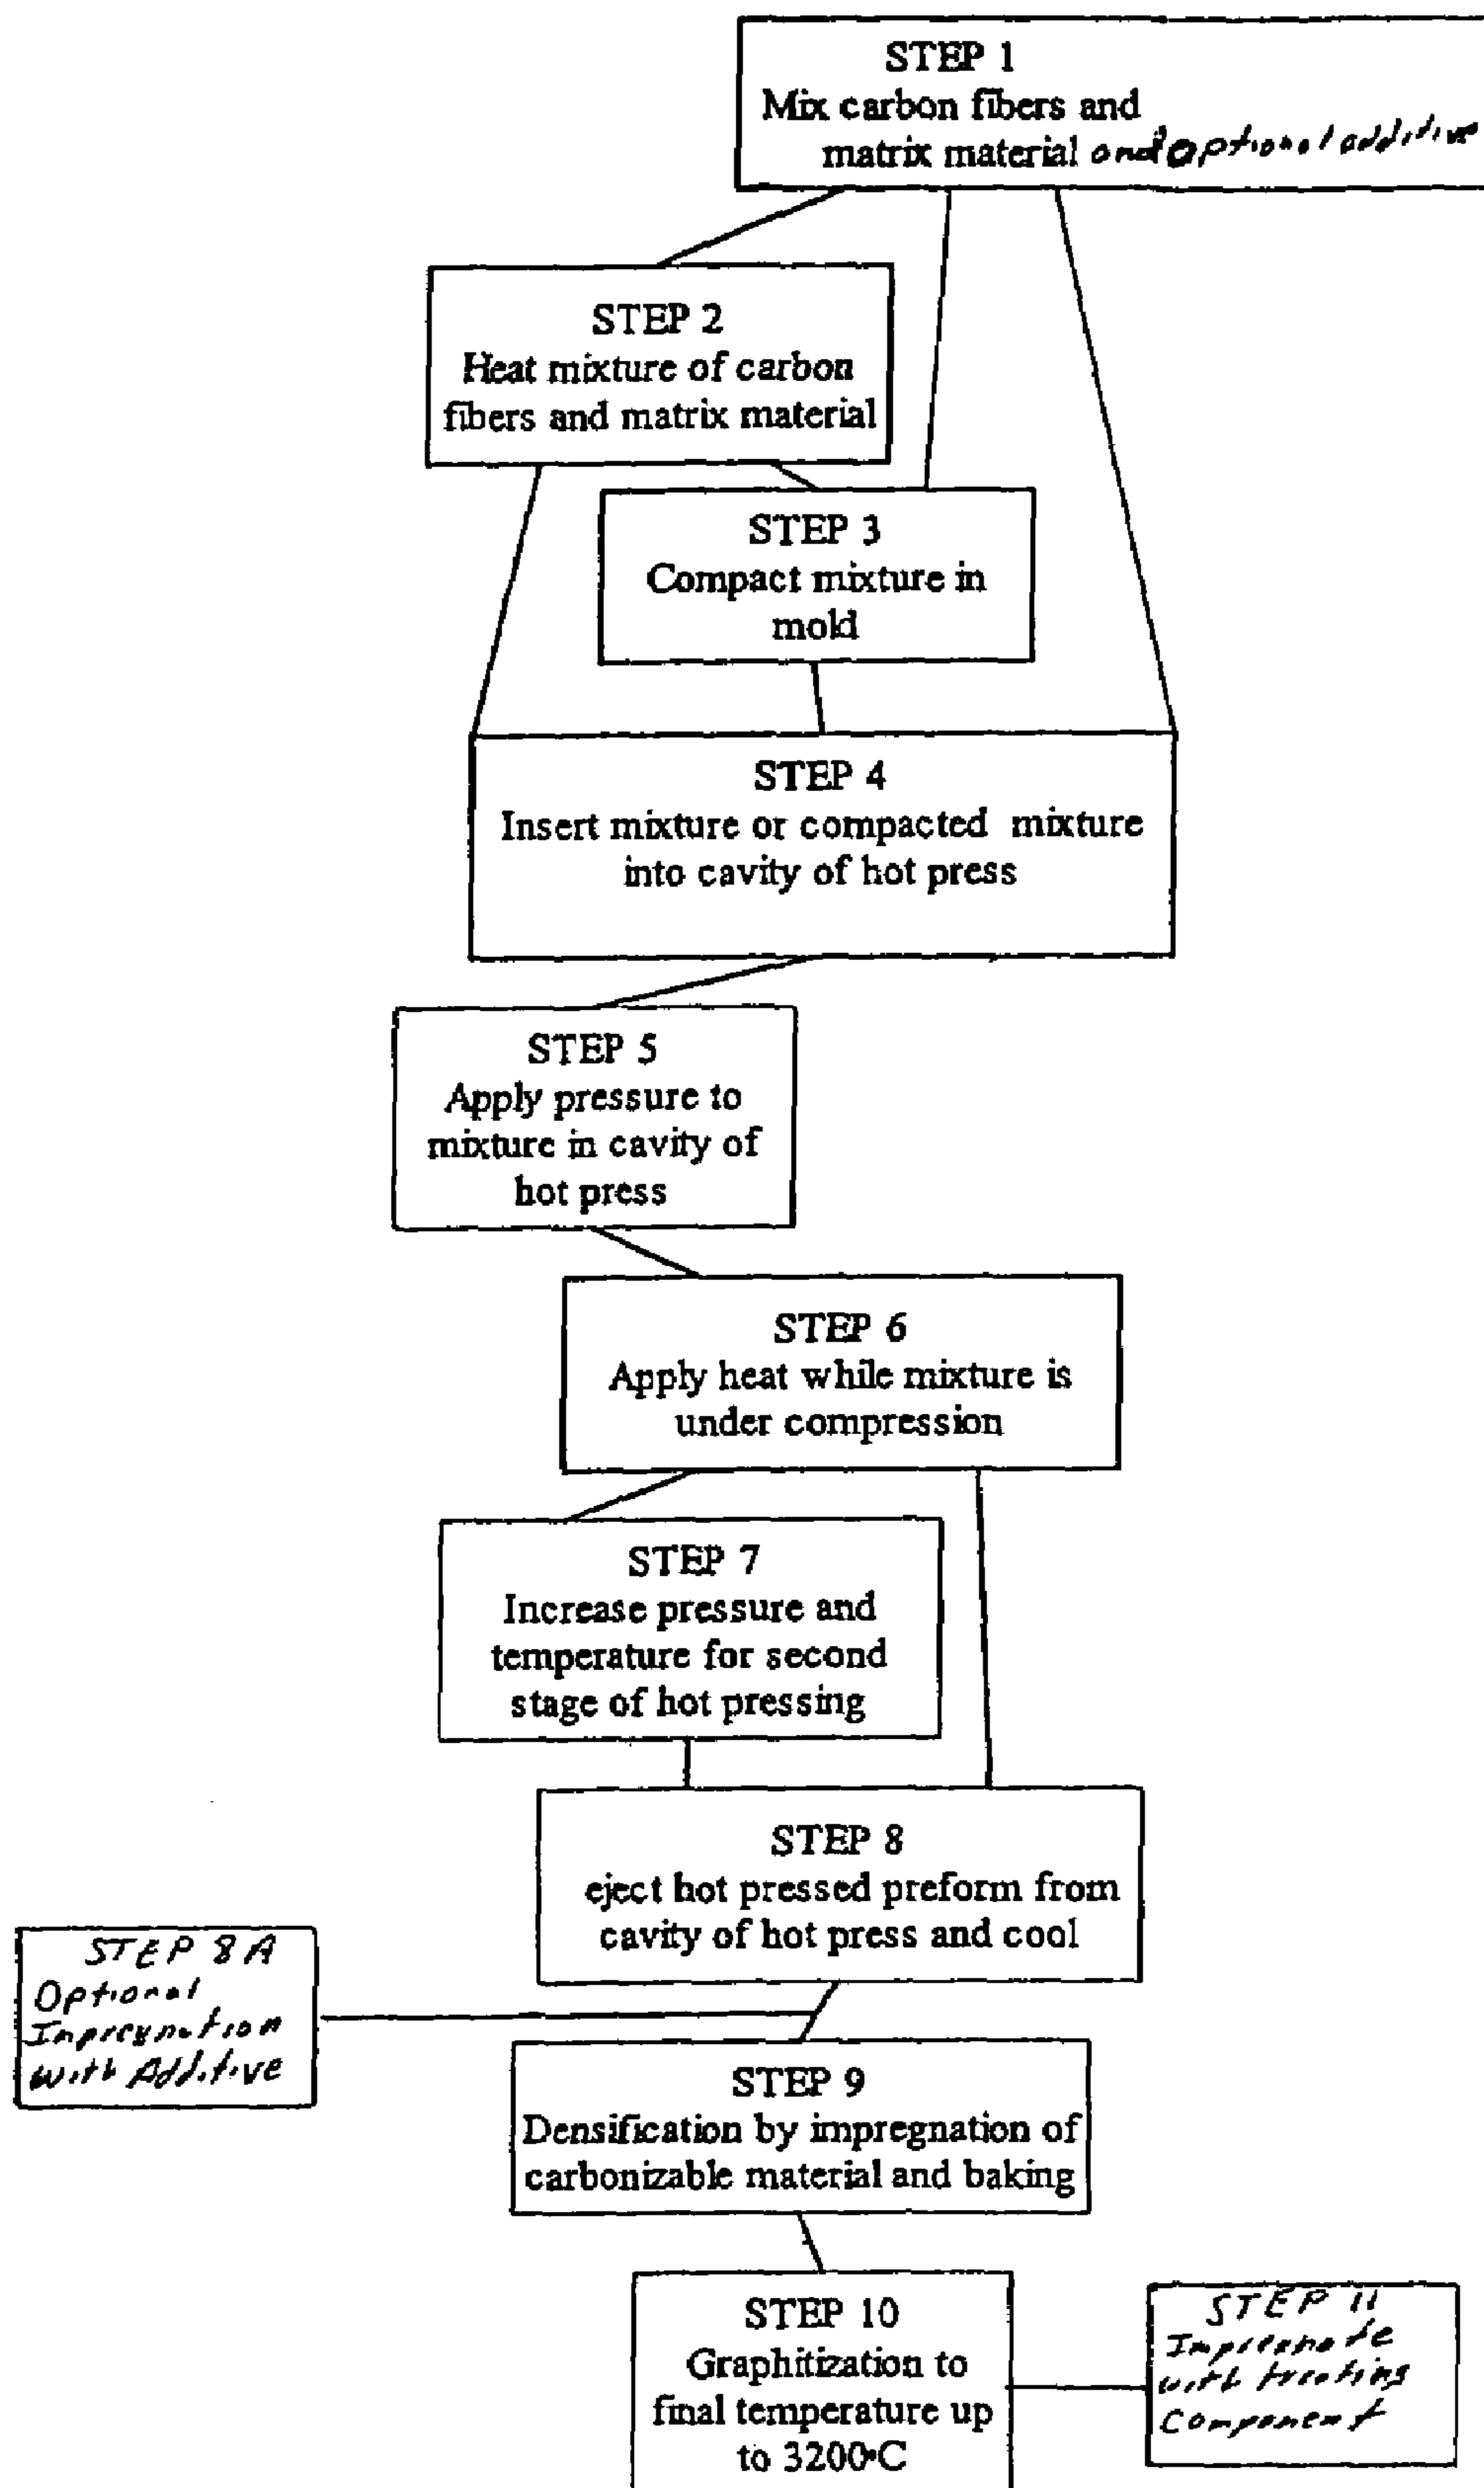 STEP 1
Mix carbon fibers and
matrix material and optional additive
STEP 2
Heat mixture of carbon
fibers and matrix material
STEP 3
Compact mixture in
mold
STEP 4
Insert mixture or compacted mixture
into cavity of hot press
STEP 5
Apply pressure to
mixture in cavity of
hot press
STEP 6
Apply heat while mixture is
under compression
STEP 7
Increase pressure and
temperature for second
stage of hot pressing
STEP 8
eject hot pressed preform from
cavity of hot press and cool
STEP 8A
Optional
Impregnation
with Additive
STEP 9
Densification by impregnation of
carbonizable material and baking
STEP 10
Graphitization to
final temperature up
to 3200°C
STEP 11
Impregnate
with treating
Component